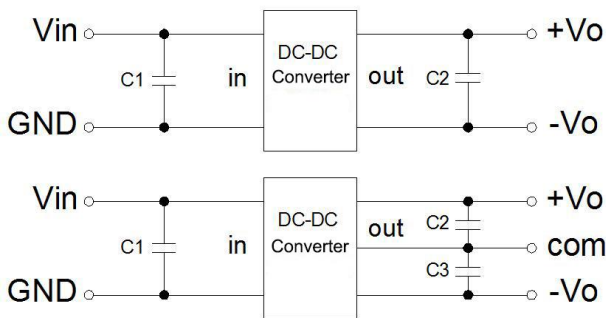 Vin
DC-DC
Converter
C1
in
out
C2
+Vo
GND
-Vo
Vin
DC-DC
Converter
C1
in
out
C2
C3
+Vo
com
GND
-Vo